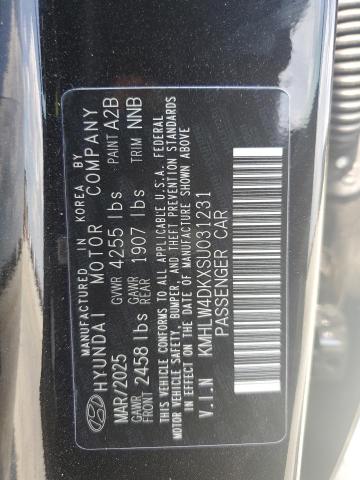 MANUFACTURED IN KOREA BY
HYUNDAI MOTOR COMPANY
MAR/2025 GVWR 4255 lbs PAINT A2B
GAWR FRONT 2458 lbs GAWR REAR 1907 lbs TRIM NNB
THIS VEHICLE CONFORMS TO ALL APPLICABLE U.S.A. FEDERAL
MOTOR VEHICLE SAFETY, BUMPER, AND THEFT PREVENTION STANDARDS
IN EFFECT ON THE DATE OF MANUFACTURE SHOWN ABOVE.
V.I.N KMHLW4DKXSU031231
PASSENGER CAR